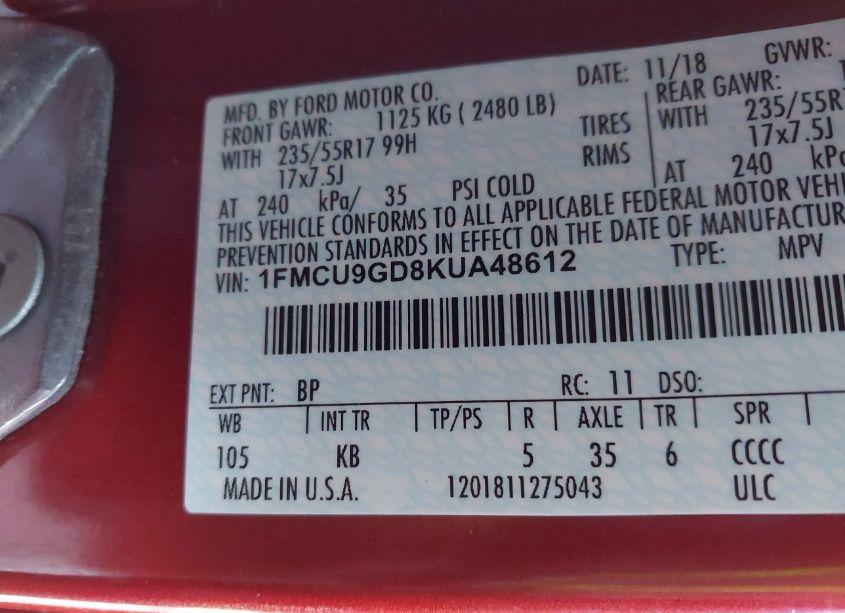 MFD. BY FORD MOTOR CO.
DATE: 11/18
GVWR:
FRONT GAWR: 1125 KG ( 2480 LB)
REAR GAWR:
WITH 235/55R17 99H
TIRES
WITH 235/55R17
17x7.5J
RIMS
17x7.5J
AT 240 kPa/ 35 PSI COLD
AT 240 kPa
THIS VEHICLE CONFORMS TO ALL APPLICABLE FEDERAL MOTOR VEHI
PREVENTION STANDARDS IN EFFECT ON THE DATE OF MANUFACTUR
VIN: 1FMCU9GD8KUA48612
TYPE: MPV
EXT PNT: BP RC: 11 DSO:
WB INT TR TP/PS R AXLE TR SPR
105 KB 5 35 6 CCCC
MADE IN U.S.A. 1201811275043 ULC